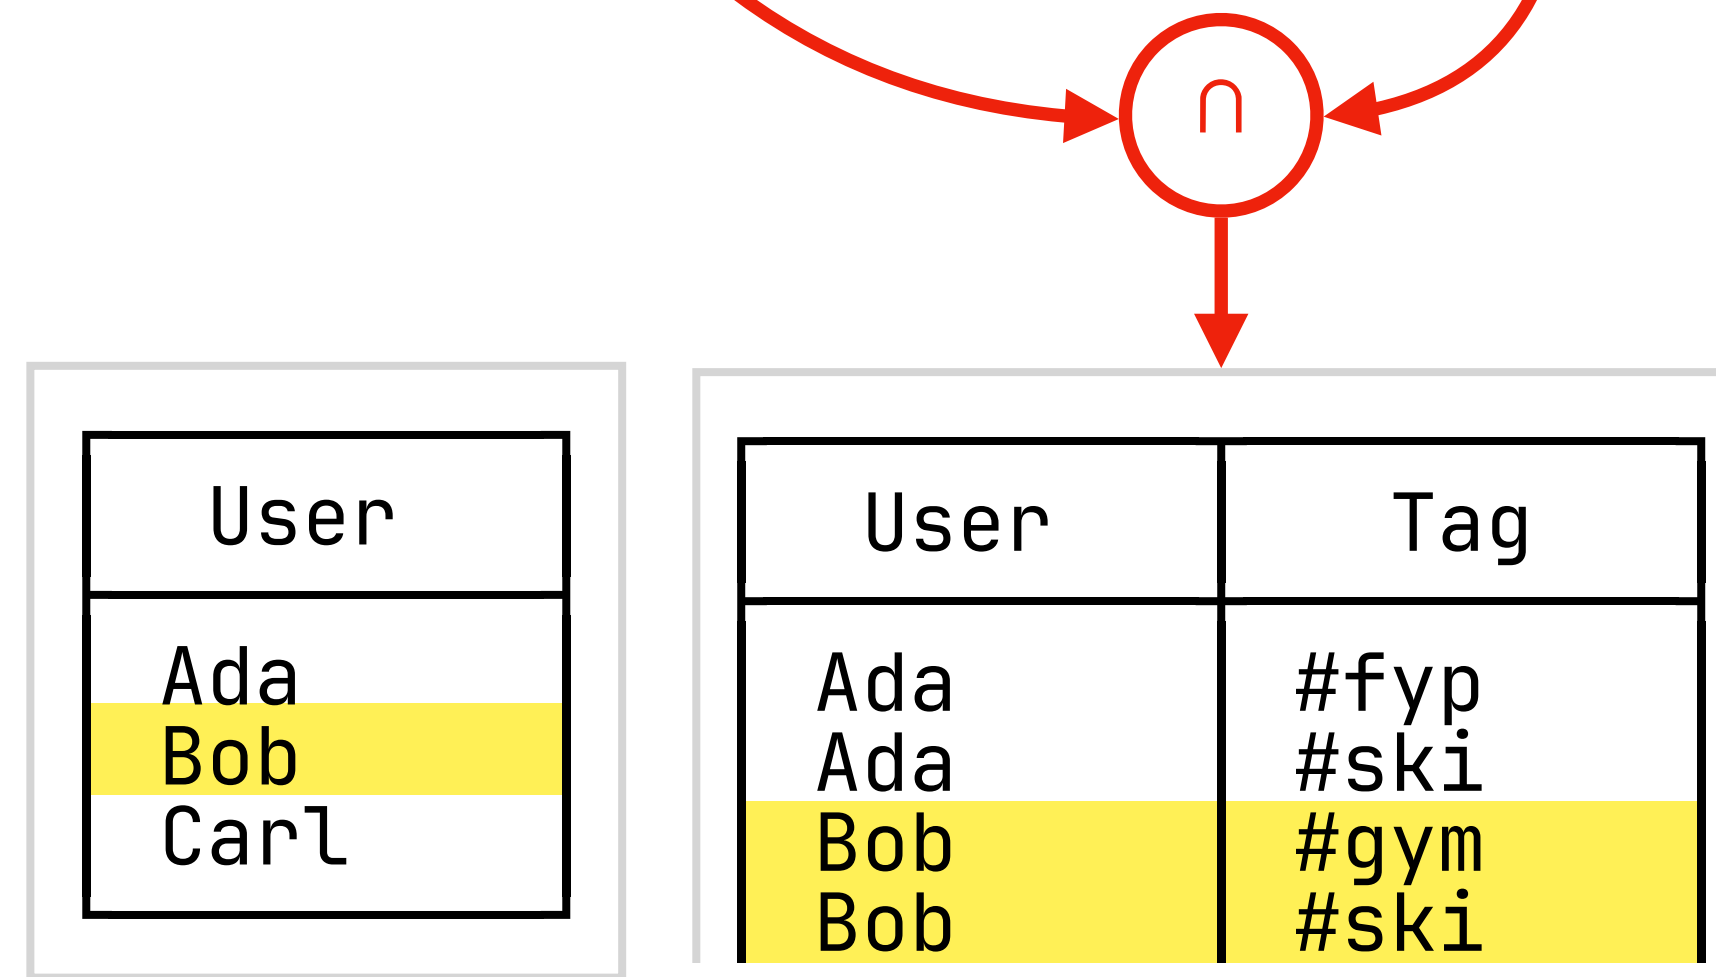 ∩
User
Ada
Bob
Carl
User Tag
Ada #fyp
Ada #ski
Bob #gym
Bob #ski